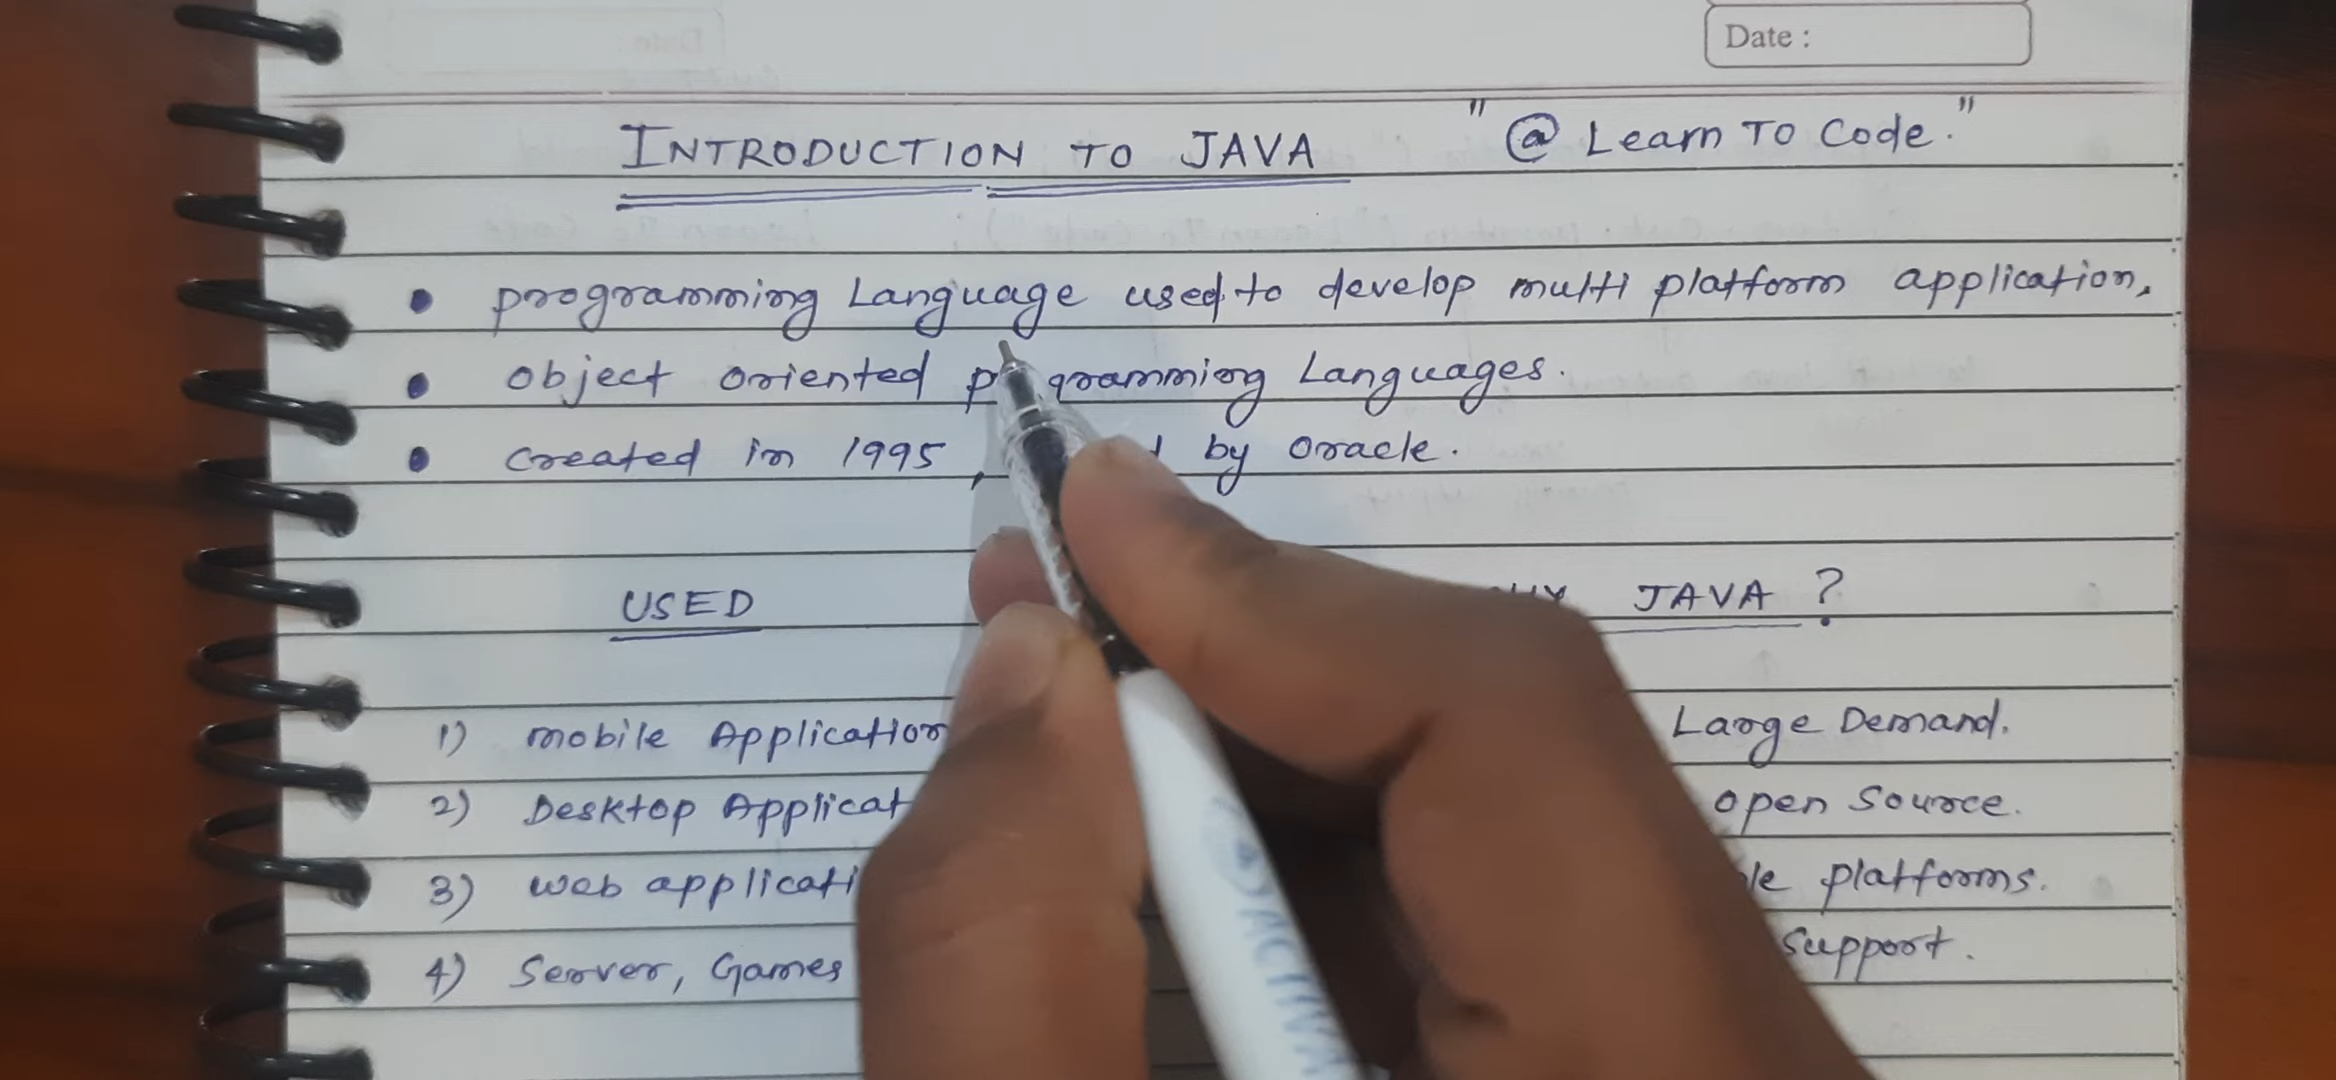 Date :
INTRODUCTION TO JAVA "@ Learn To Code."
• programming Language used to develop multi platform application,
• object oriented programming Languages.
• created in 1995, by oracle.
USED JAVA ?
1) mobile Application Large Demand.
2) Desktop Applicat open source.
3) web applicati platforms.
4) Server, Games support.